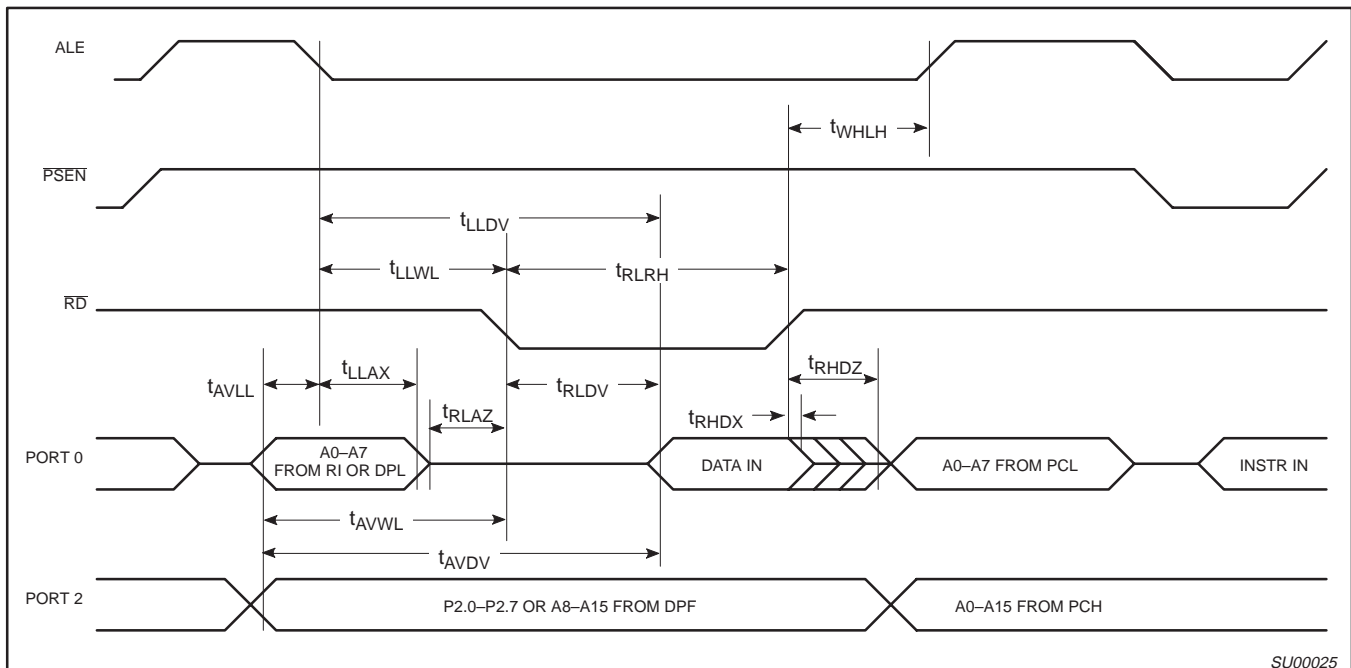 ALE
tWHLH
PSEN
tLLDV
tLLWL
tRLRH
RD
tAVLL
tLLAX
tRLAZ
tRLDV
tRHDZ
tRHDX
PORT 0
A0–A7
FROM RI OR DPL
DATA IN
A0–A7 FROM PCL
INSTR IN
tAVWL
tAVDV
PORT 2
P2.0–P2.7 OR A8–A15 FROM DPF
A0–A15 FROM PCH
SU00025